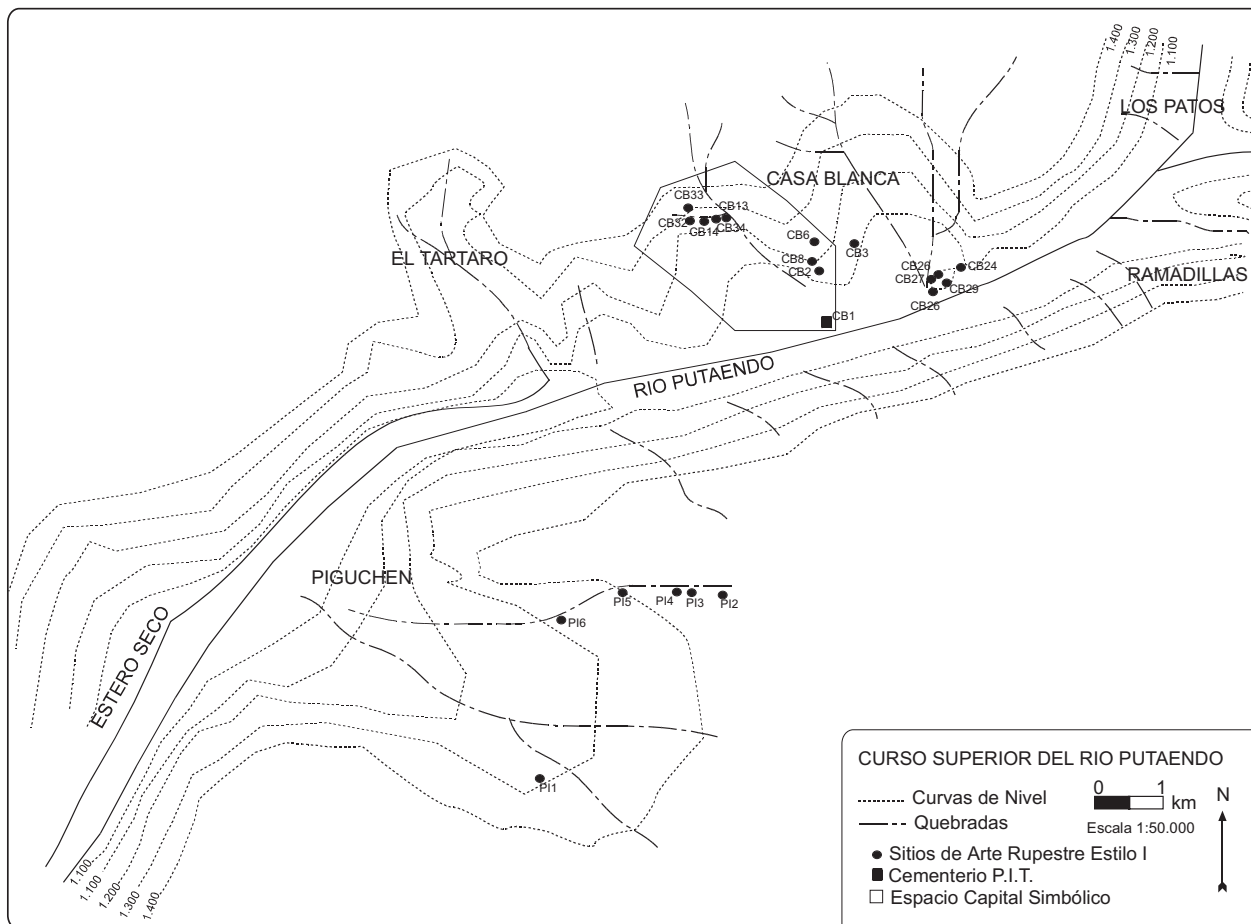 1.400
1.300
1.200
1.100
LOS PATOS
CASA BLANCA
CB33
CB13
CB32
CB14
CB34
EL TARTARO
CB6
CB3
CB8
CB2
CB26
CB24
CB27
CB29
CB26
RAMADILLAS
CB1
RIO PUTAENDO
PIGUCHEN
PI5
PI4
PI3
PI2
PI6
ESTERO SECO
PI1
1.100
1.100
1.200
1.300
1.400
CURSO SUPERIOR DEL RIO PUTAENDO
0 1 km
N
Curvas de Nivel
Quebradas
Escala 1:50.000
Sitios de Arte Rupestre Estilo I
Cementerio P.I.T.
Espacio Capital Simbólico